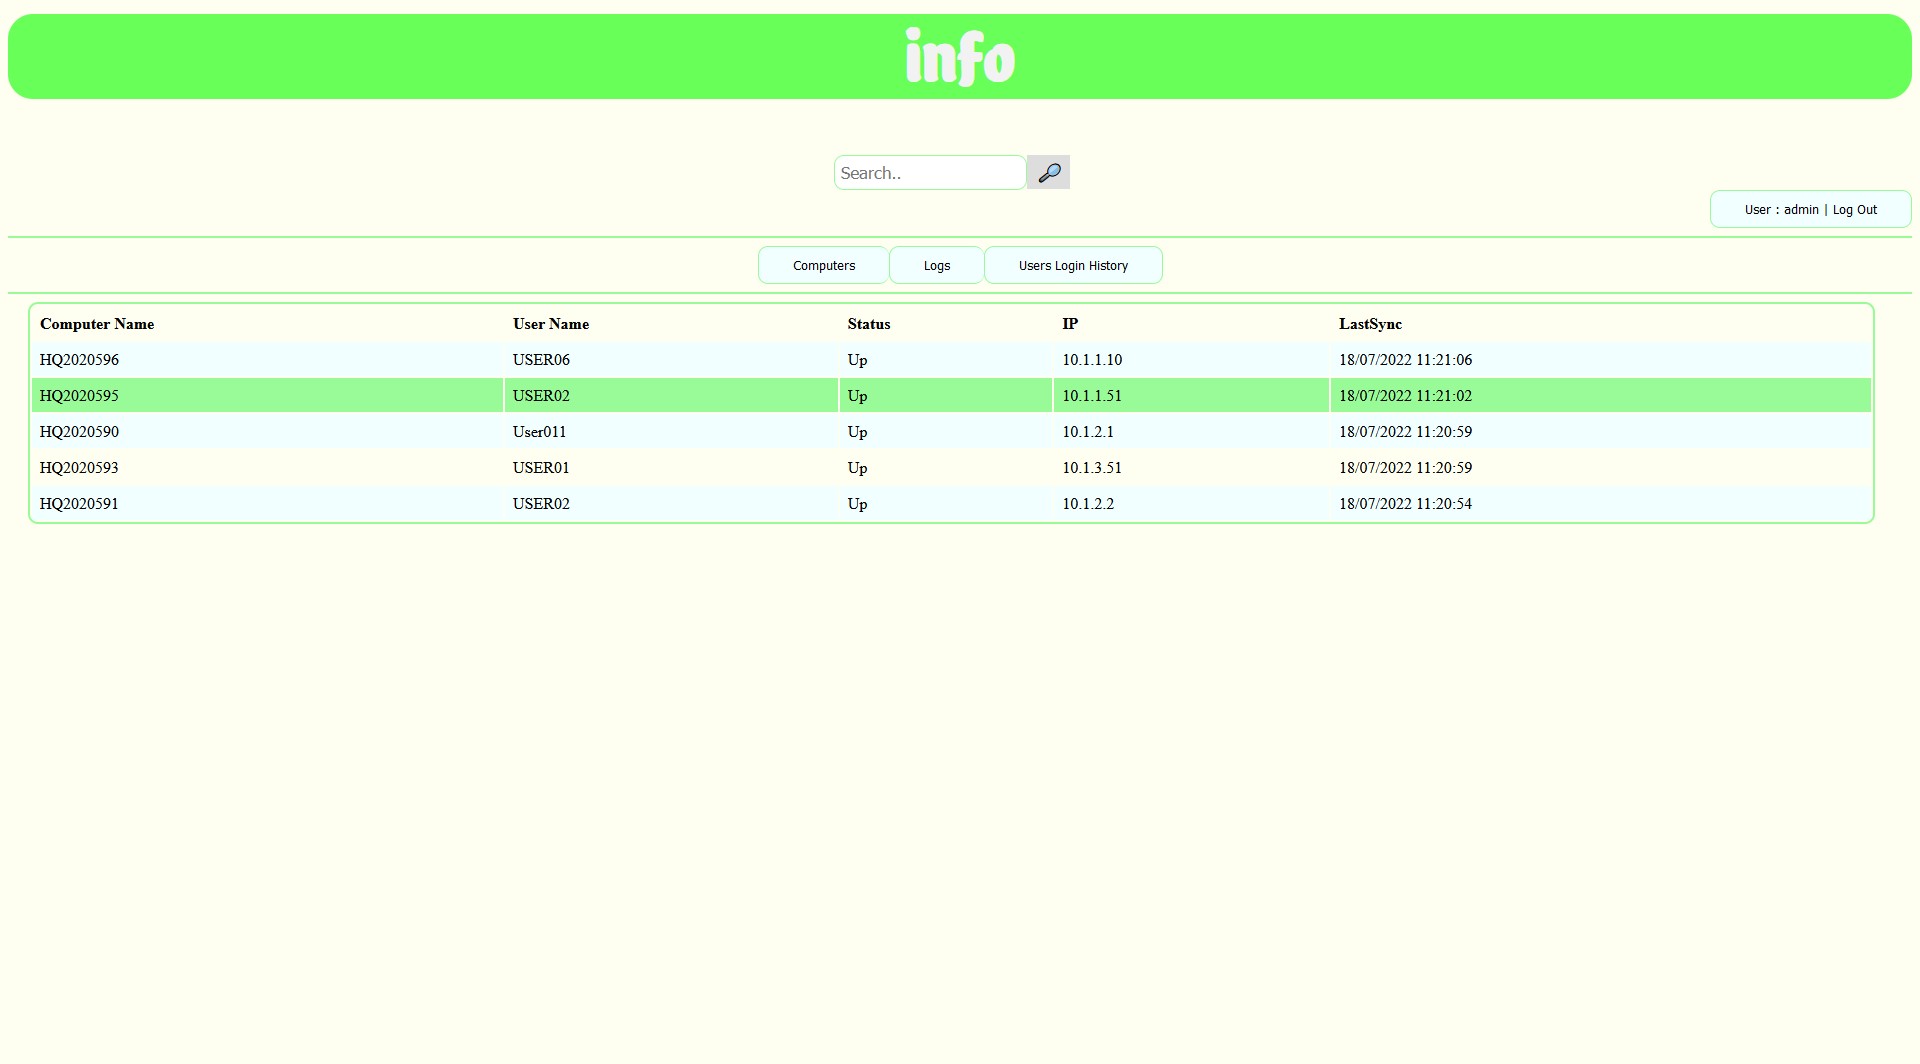 info
Search..
User : admin | Log Out
Computers Logs Users Login History
Computer Name User Name Status IP LastSync
HQ2020596 USER06 Up 10.1.1.10 18/07/2022 11:21:06
HQ2020595 USER02 Up 10.1.1.51 18/07/2022 11:21:02
HQ2020590 User011 Up 10.1.2.1 18/07/2022 11:20:59
HQ2020593 USER01 Up 10.1.3.51 18/07/2022 11:20:59
HQ2020591 USER02 Up 10.1.2.2 18/07/2022 11:20:54